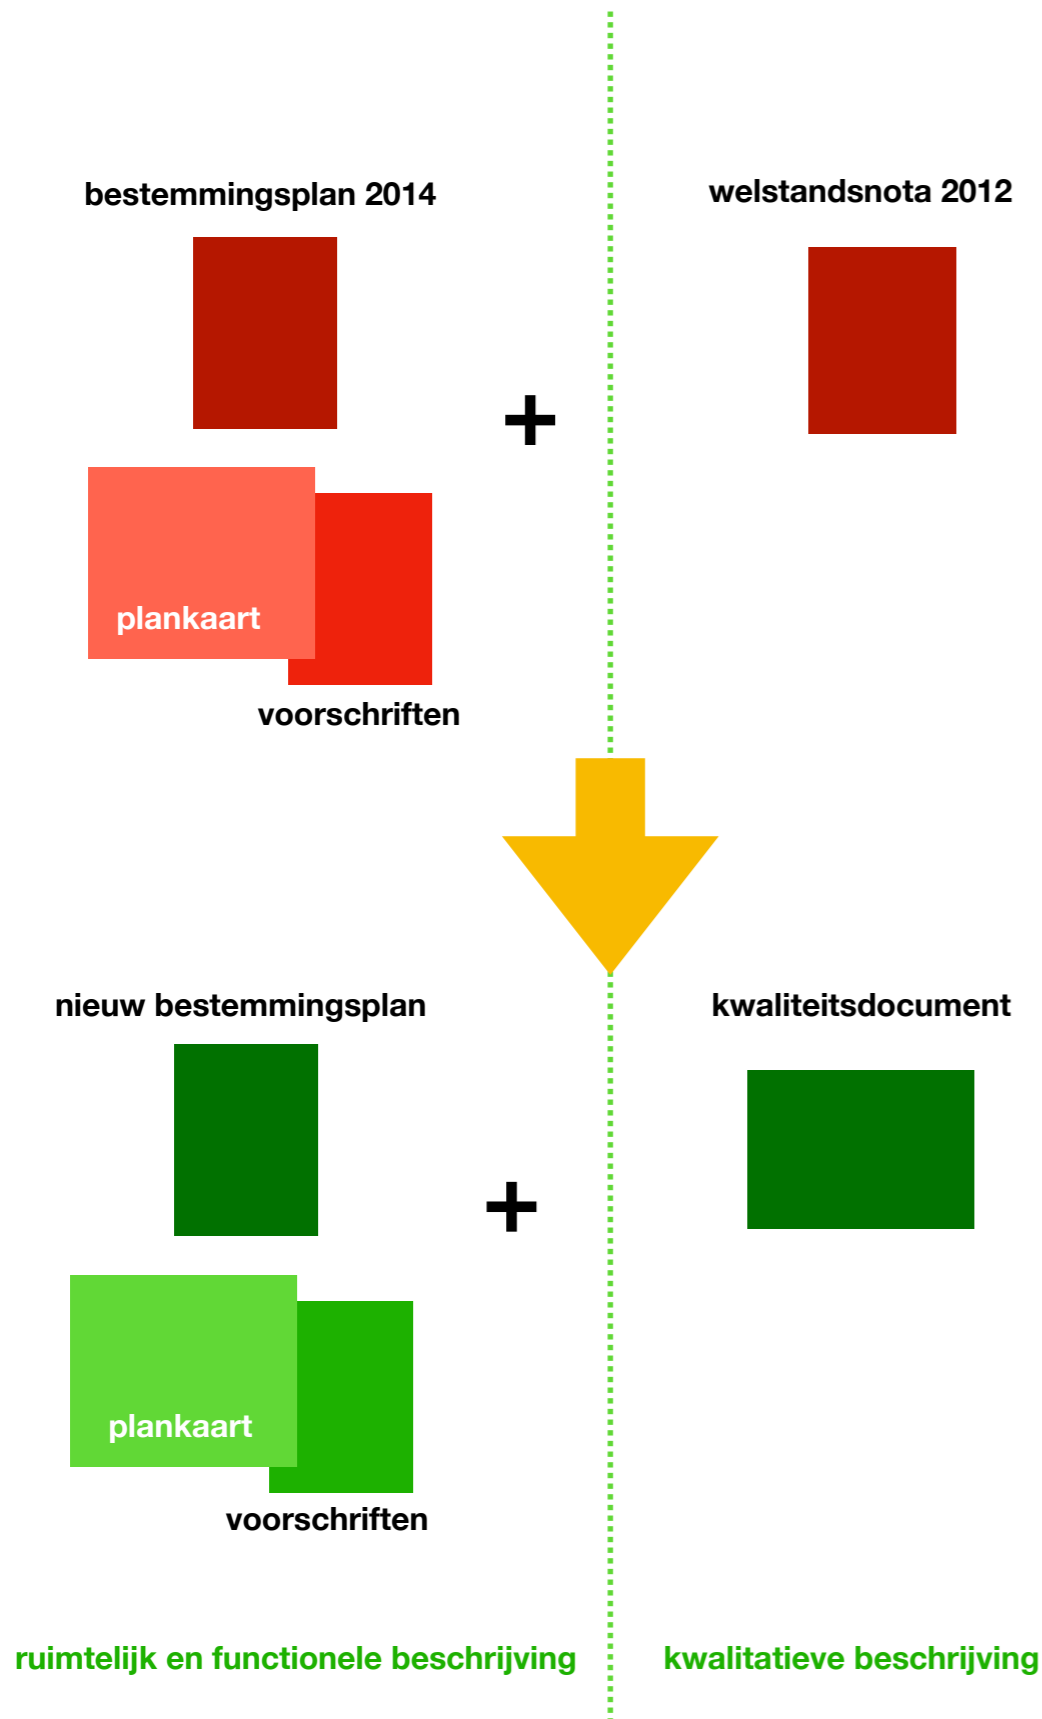 bestemmingsplan 2014
welstandsnota 2012
+
plankaart
voorschriften
nieuw bestemmingsplan
kwaliteitsdocument
+
plankaart
voorschriften
ruimtelijk en functionele beschrijving
kwalitatieve beschrijving